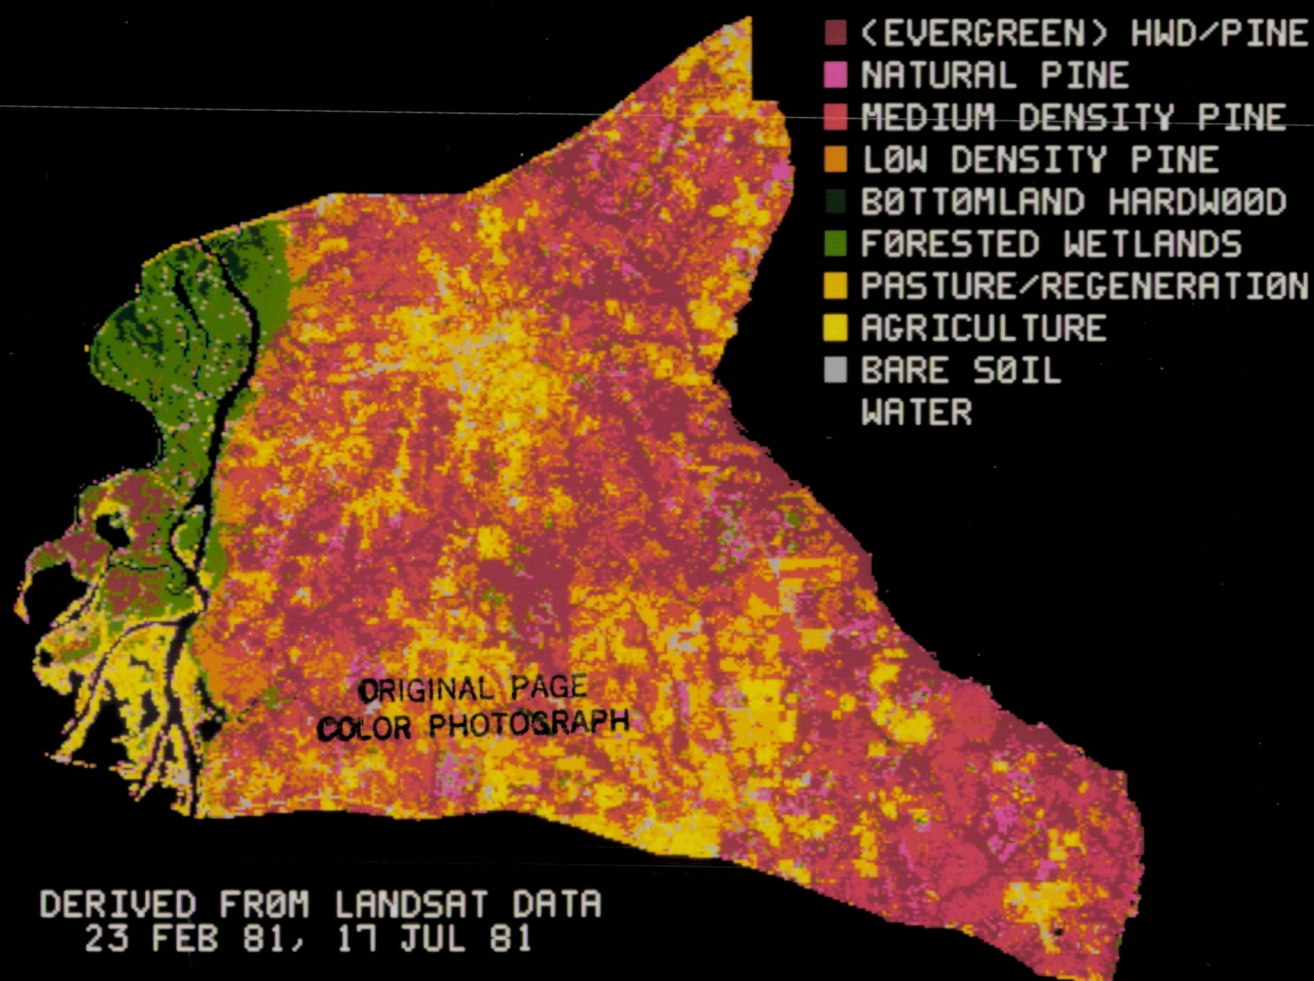 (EVERGREEN) HWD/PINE
NATURAL PINE
MEDIUM DENSITY PINE
LOW DENSITY PINE
BOTTOMLAND HARDWOOD
FORESTED WETLANDS
PASTURE/REGENERATION
AGRICULTURE
BARE SOIL
WATER
ORIGINAL PAGE
COLOR PHOTOGRAPH
DERIVED FROM LANDSAT DATA
23 FEB 81, 17 JUL 81